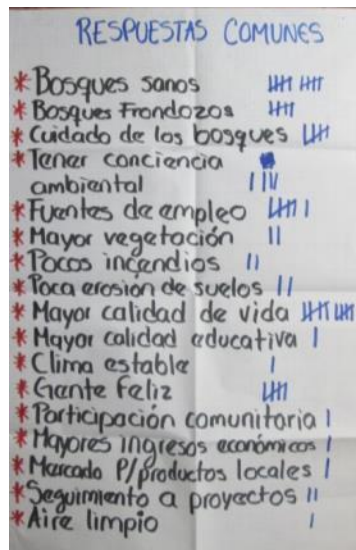 RESPUESTAS COMUNES
* Bosques sanos
* Bosques Frondozos
* Cuidado de los bosques
* Tener conciencia
ambiental
* Fuentes de empleo
* Mayor vegetación
* Pocos incendios
* Poca erosión de suelos
* Mayor calidad de vida
* Mayor calidad educativa
* Clima estable
* Gente Feliz
* Participación comunitaria
* Mayores ingresos económicos
* Mercado P/productos locales
* Seguimiento a proyectos
* Aire limpio